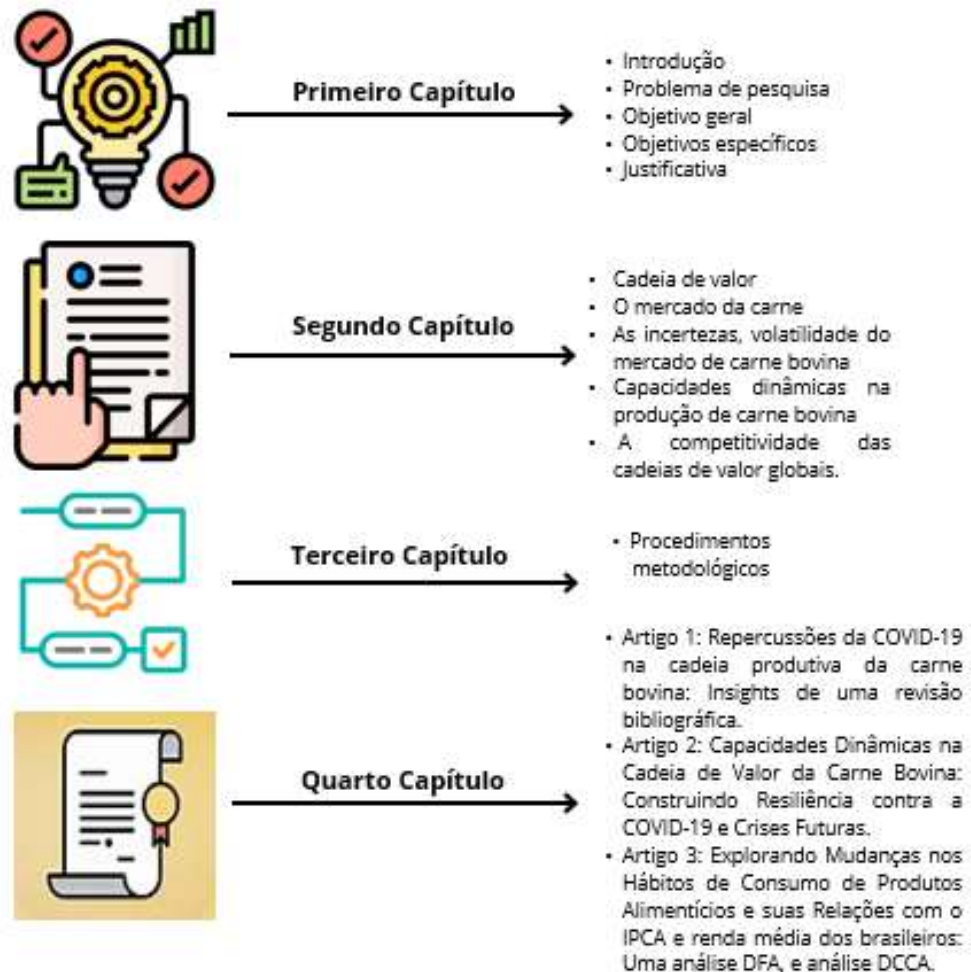 Primeiro Capítulo
• Introdução
• Problema de pesquisa
• Objetivo geral
• Objetivos específicos
• Justificativa
Segundo Capítulo
• Cadeia de valor
• O mercado da carne
• As incertezas, volatilidade do
mercado de carne bovina
• Capacidades dinâmicas na
produção de carne bovina
• A competitividade das
cadeias de valor globais.
Terceiro Capítulo
• Procedimentos
metodológicos
Quarto Capítulo
• Artigo 1: Repercussões da COVID-19
na cadeia produtiva da carne
bovina: Insights de uma revisão
bibliográfica.
• Artigo 2: Capacidades Dinâmicas na
Cadeia de Valor da Carne Bovina:
Construindo Resiliência contra a
COVID-19 e Crises Futuras.
• Artigo 3: Explorando Mudanças nos
Hábitos de Consumo de Produtos
Alimentícios e suas Relações com o
IPCA e renda média dos brasileiros:
Uma análise DFA, e análise DCCA.